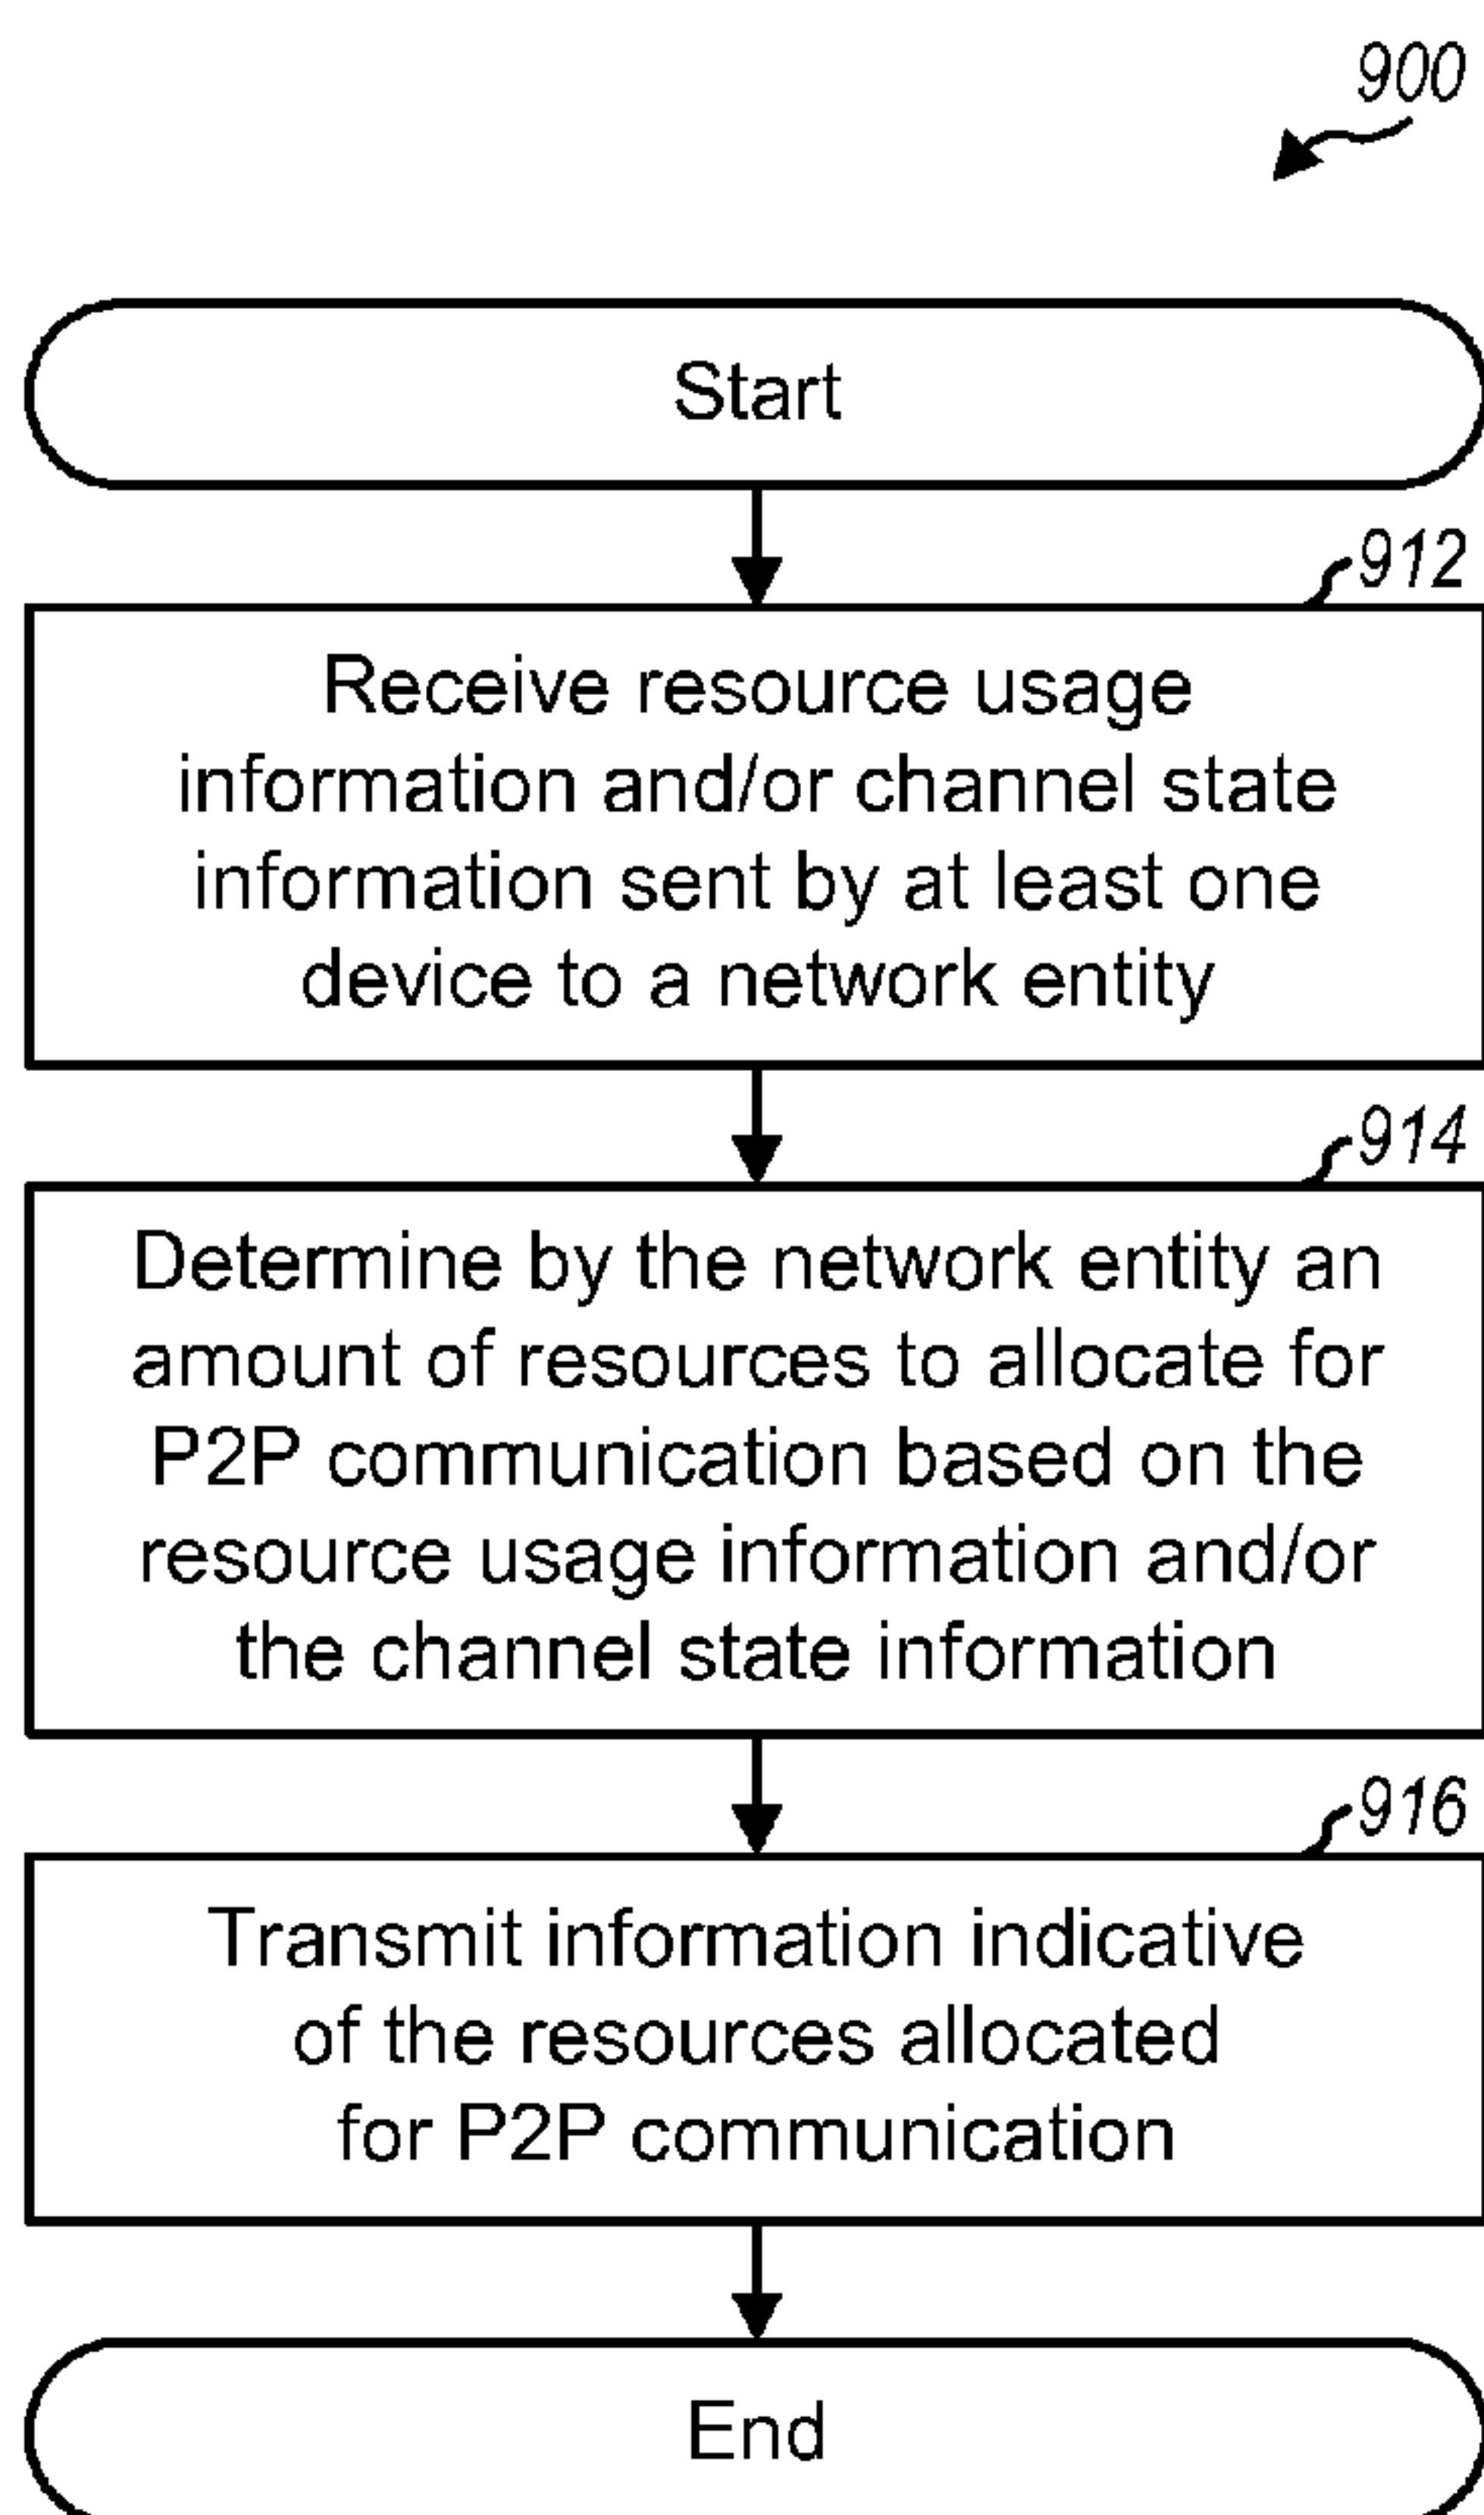 900
Start
912
Receive resource usage
information and/or channel state
information sent by at least one
device to a network entity
914
Determine by the network entity an
amount of resources to allocate for
P2P communication based on the
resource usage information and/or
the channel state information
916
Transmit information indicative
of the resources allocated
for P2P communication
End